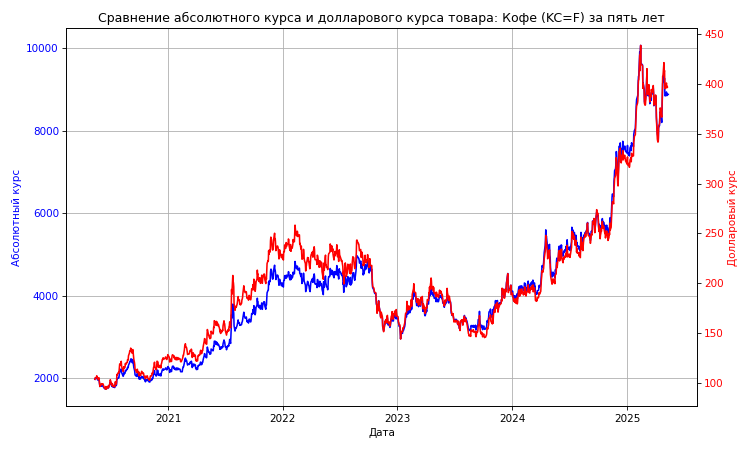 Сравнение абсолютного курса и долларового курса товара: Кофе (KC=F) за пять лет
Абсолютный курс
10000
8000
6000
4000
2000
450
400
350
300
250
200
150
100
Долларовый курс
2021 2022 2023 2024 2025
Дата